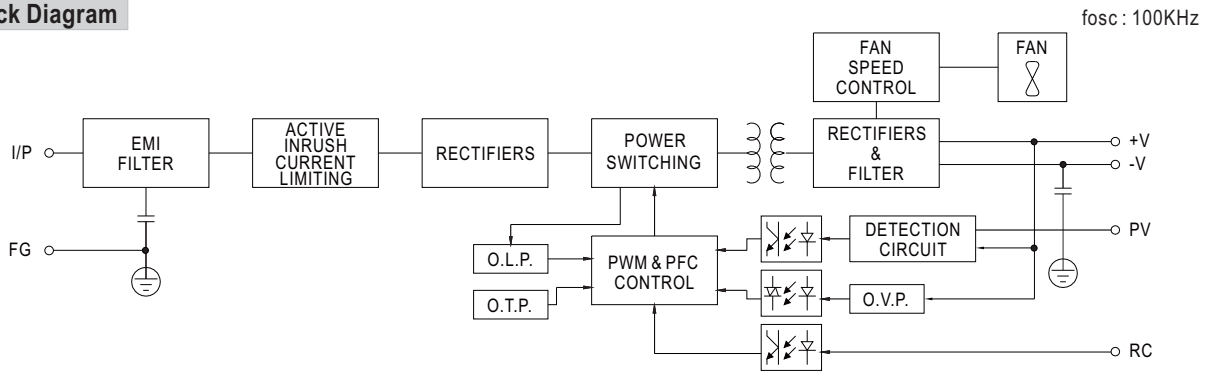 ck Diagram
fosc : 100KHz
FAN
SPEED
CONTROL
FAN
I/P
EMI
FILTER
ACTIVE
INRUSH
CURRENT
LIMITING
RECTIFIERS
POWER
SWITCHING
RECTIFIERS
&
FILTER
+V
-V
FG
O.L.P.
PWM & PFC
CONTROL
DETECTION
CIRCUIT
PV
O.T.P.
O.V.P.
RC